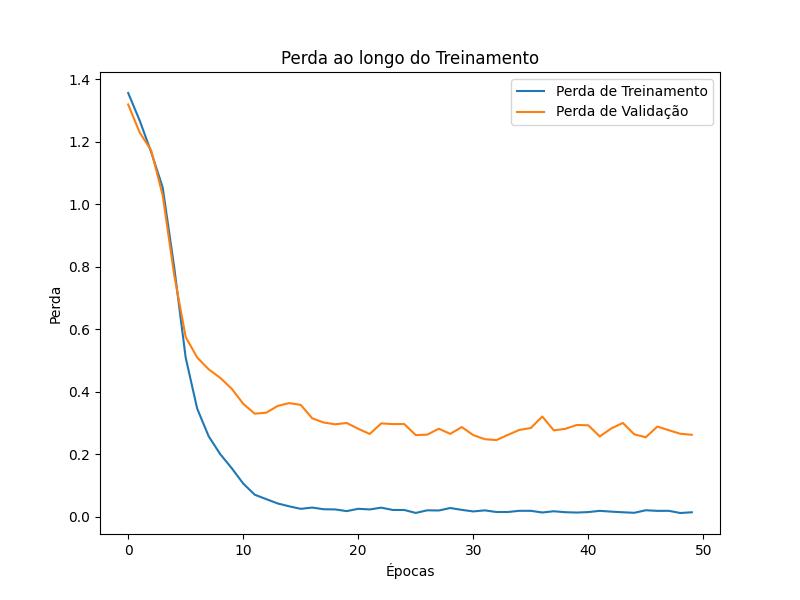 Perda ao longo do Treinamento
Perda de Treinamento
Perda de Validação
1.4
1.2
1.0
0.8
0.6
0.4
0.2
0.0
Perda
0 10 20 30 40 50
Épocas